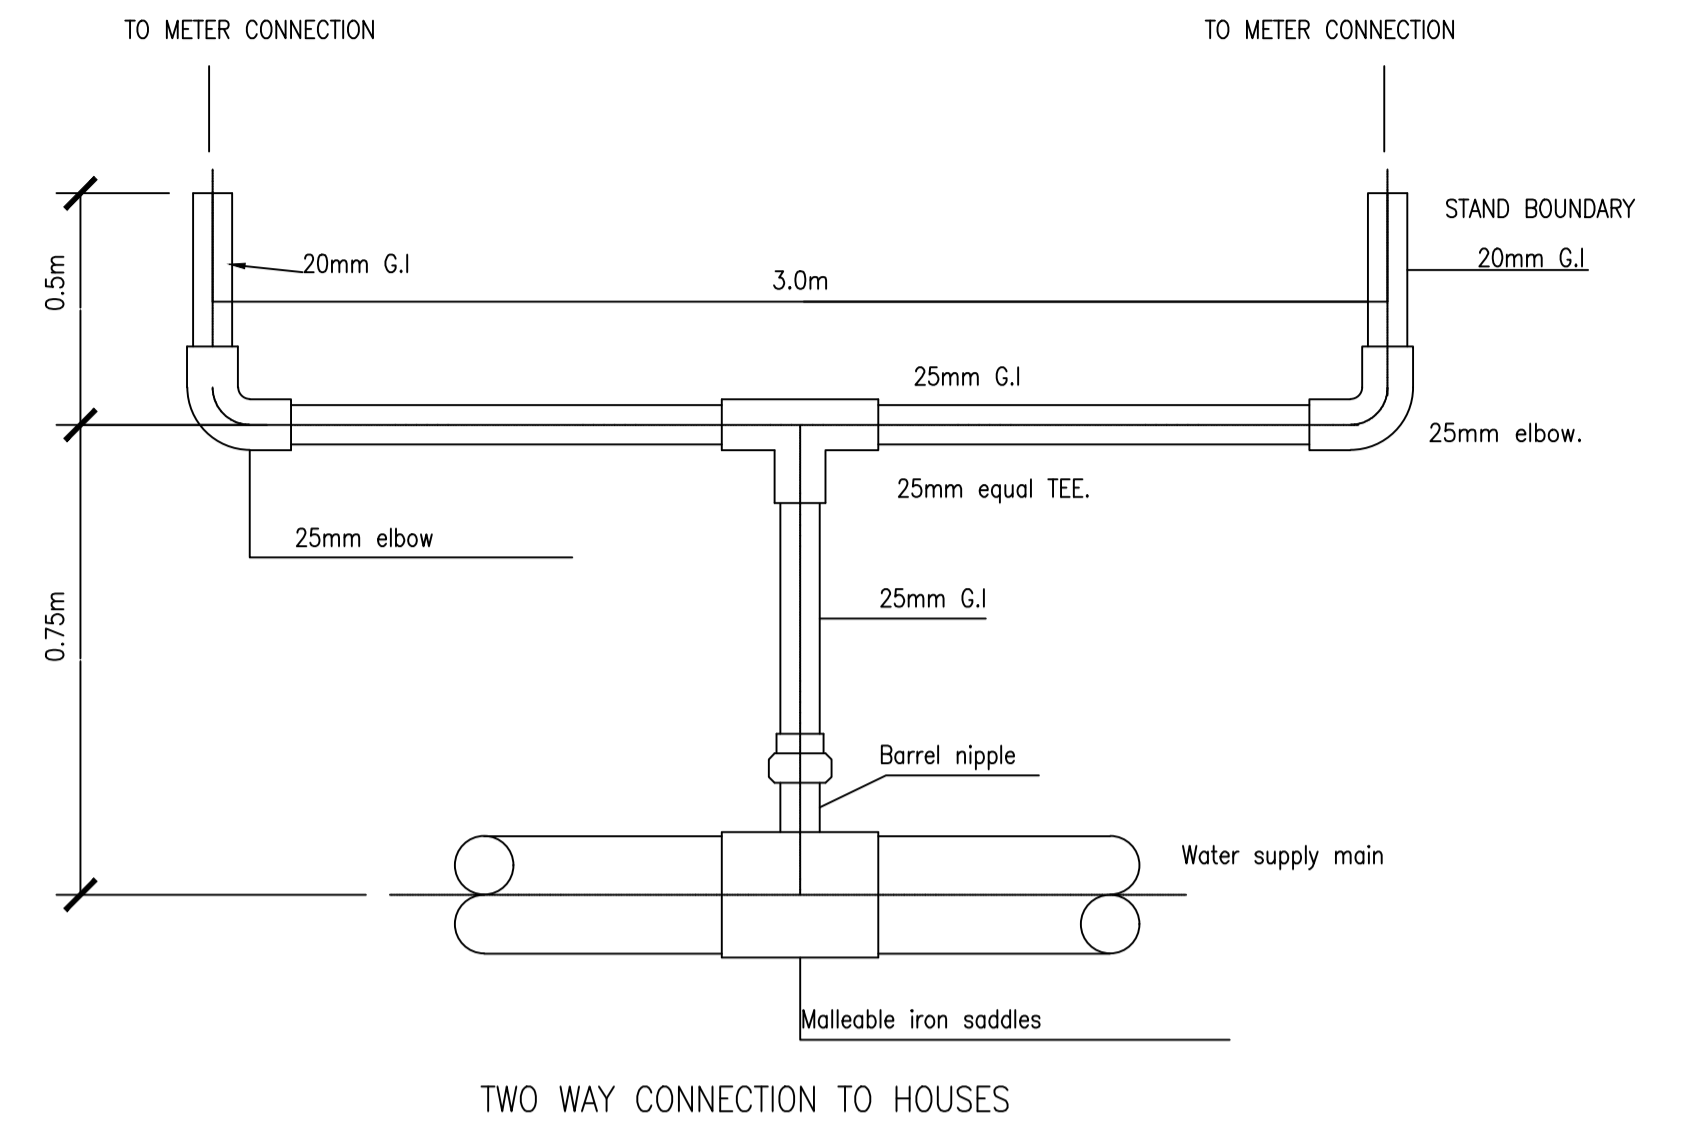 TO METER CONNECTION
TO METER CONNECTION
STAND BOUNDARY
20mm G.I
20mm G.I
0.5m
3.0m
25mm G.I
25mm elbow.
25mm equal TEE.
25mm elbow
25mm G.I
0.75m
Barrel nipple
Water supply main
Malleable iron saddles
TWO WAY CONNECTION TO HOUSES